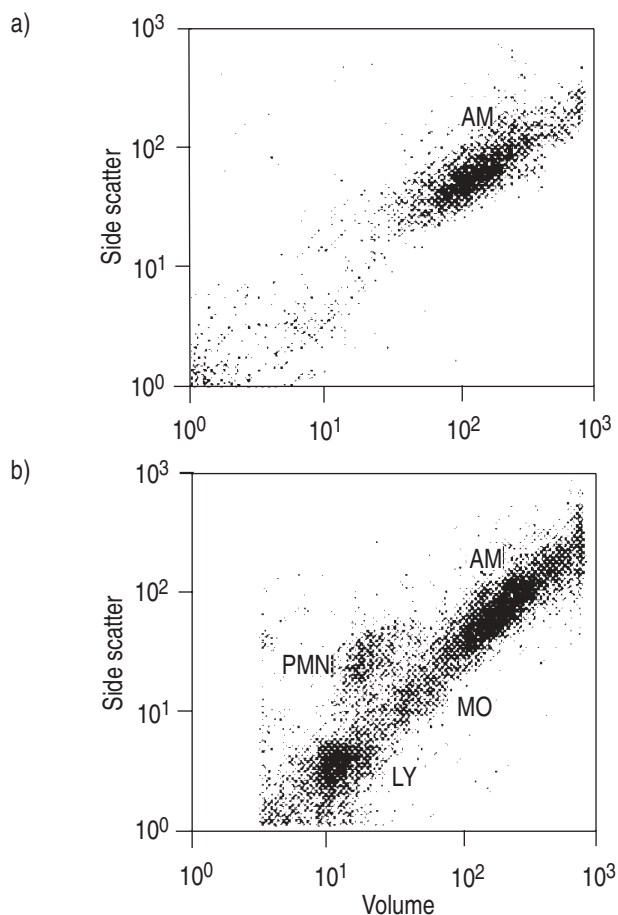 a)
10³
AM
10²
Side scatter
10¹
10⁰
10⁰ 10¹ 10² 10³
b)
10³
AM
10²
PMN
Side scatter
MO
10¹
LY
10⁰
10⁰ 10¹ 10² 10³
Volume